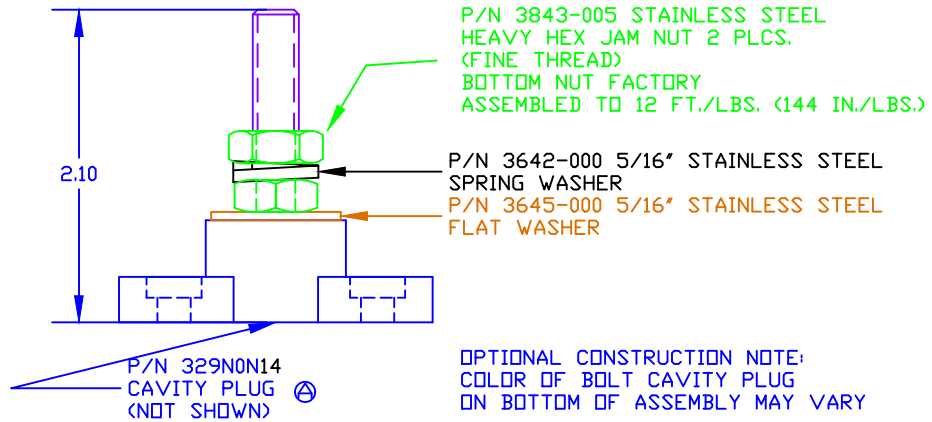 P/N 3843-005 STAINLESS STEEL
HEAVY HEX JAM NUT 2 PLCS.
(FINE THREAD)
BOTTOM NUT FACTORY
ASSEMBLED TO 12 FT./LBS. (144 IN./LBS.)
2.10
P/N 3642-000 5/16" STAINLESS STEEL
SPRING WASHER
P/N 3645-000 5/16" STAINLESS STEEL
FLAT WASHER
P/N 329N0N14
CAVITY PLUG A
(NOT SHOWN)
OPTIONAL CONSTRUCTION NOTE:
COLOR OF BOLT CAVITY PLUG
ON BOTTOM OF ASSEMBLY MAY VARY